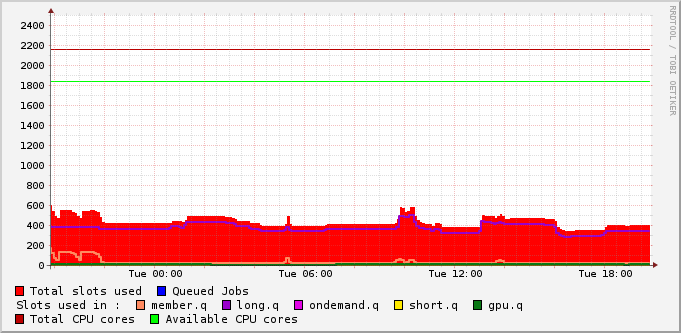 RRDTOOL / TOBI OETIKER
2400
2200
2000
1800
1600
1400
1200
1000
800
600
400
200
0
Tue 00:00 Tue 06:00 Tue 12:00 Tue 18:00
Total slots used Queued Jobs
Slots used in : member.q long.q ondemand.q short.q gpu.q
Total CPU cores Available CPU cores